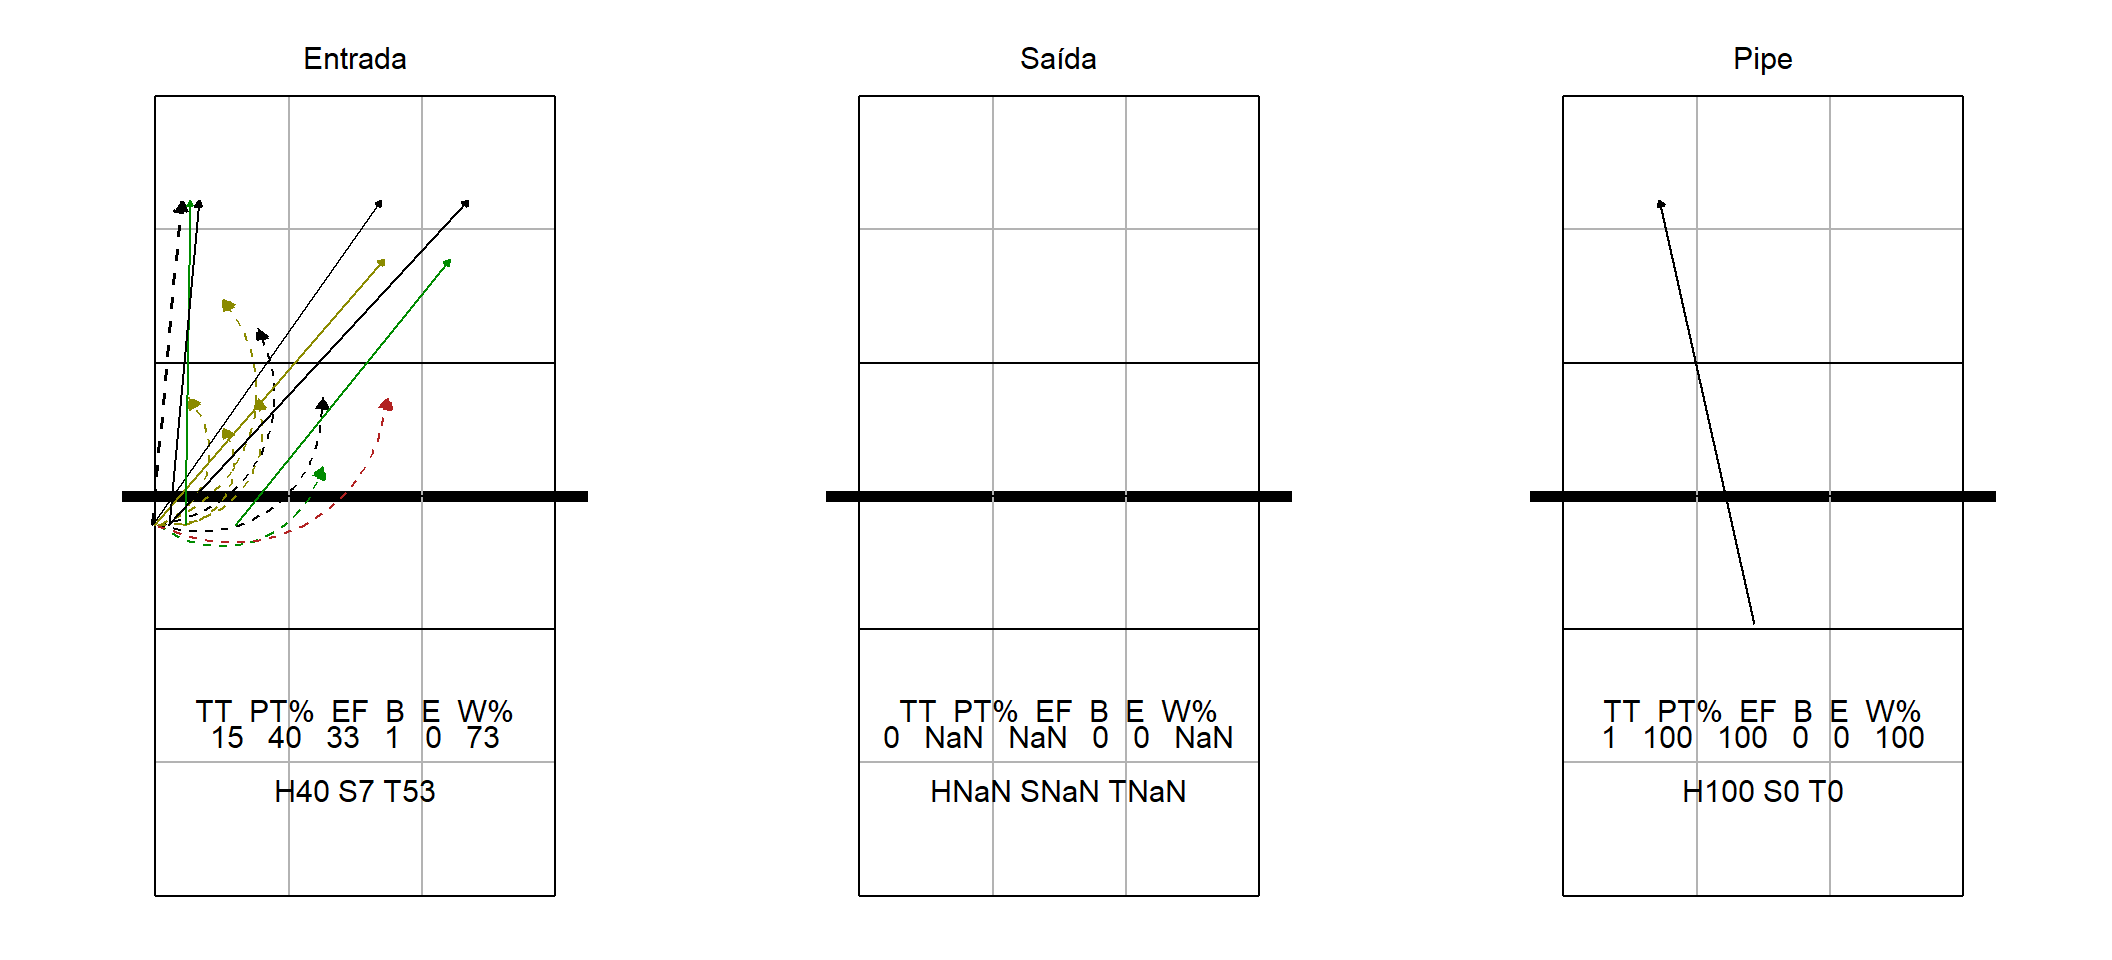 Entrada
TT PT% EF B E W%
15 40 33 1 0 73
H40 S7 T53
Saída
TT PT% EF B E W%
0 NaN NaN 0 0 NaN
HNaN SNaN TNaN
Pipe
TT PT% EF B E W%
1 100 100 0 0 100
H100 S0 T0